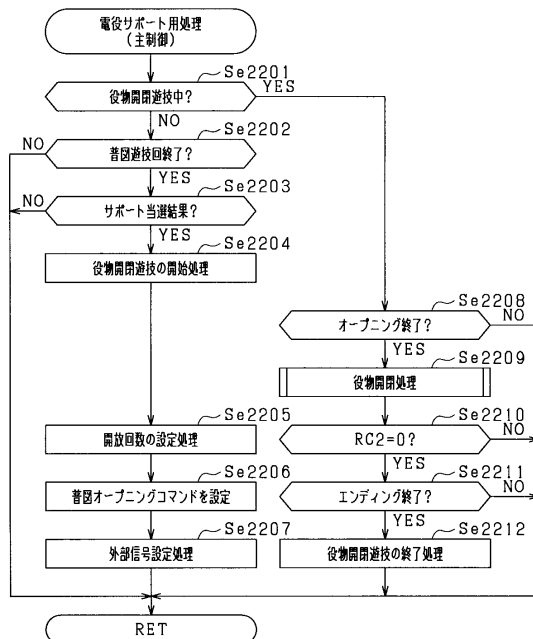 電役サポート用処理
(主制御)
Se2201
役物開閉遊技中?
YES
NO
Se2202
NO
普図遊技回終了?
YES
Se2203
NO
サポート当選結果?
YES
Se2204
役物開閉遊技の開始処理
Se2208
オープニング終了?
NO
YES
Se2209
役物開閉処理
Se2205
開放回数の設定処理
Se2210
RC2=0?
NO
YES
Se2206
普図オープニングコマンドを設定
Se2211
エンディング終了?
NO
YES
Se2207
外部信号設定処理
Se2212
役物開閉遊技の終了処理
RET